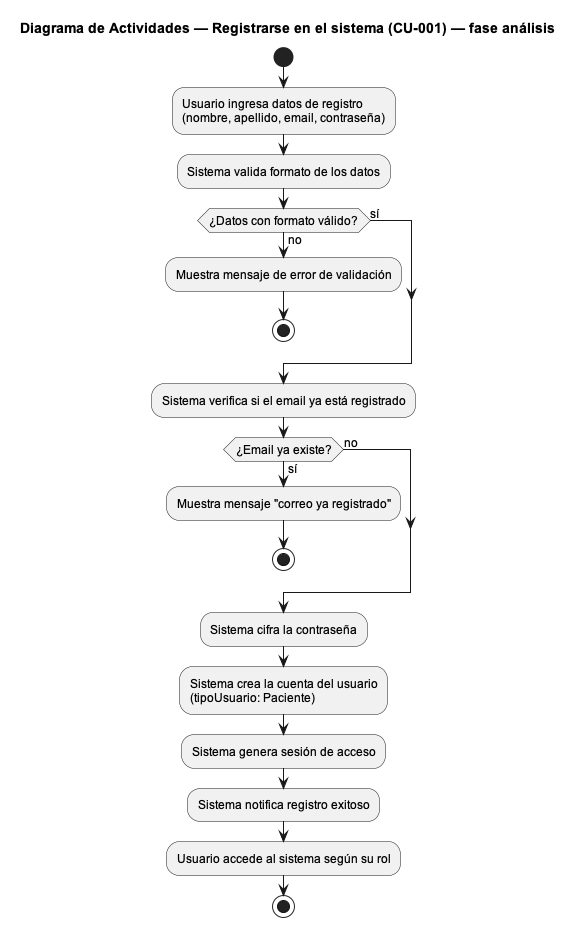 Diagrama de Actividades — Registrarse en el sistema (CU-001) — fase análisis
Usuario ingresa datos de registro
(nombre, apellido, email, contraseña)
Sistema valida formato de los datos
¿Datos con formato válido?
sí
no
Muestra mensaje de error de validación
Sistema verifica si el email ya está registrado
¿Email ya existe?
no
sí
Muestra mensaje "correo ya registrado"
Sistema cifra la contraseña
Sistema crea la cuenta del usuario
(tipoUsuario: Paciente)
Sistema genera sesión de acceso
Sistema notifica registro exitoso
Usuario accede al sistema según su rol